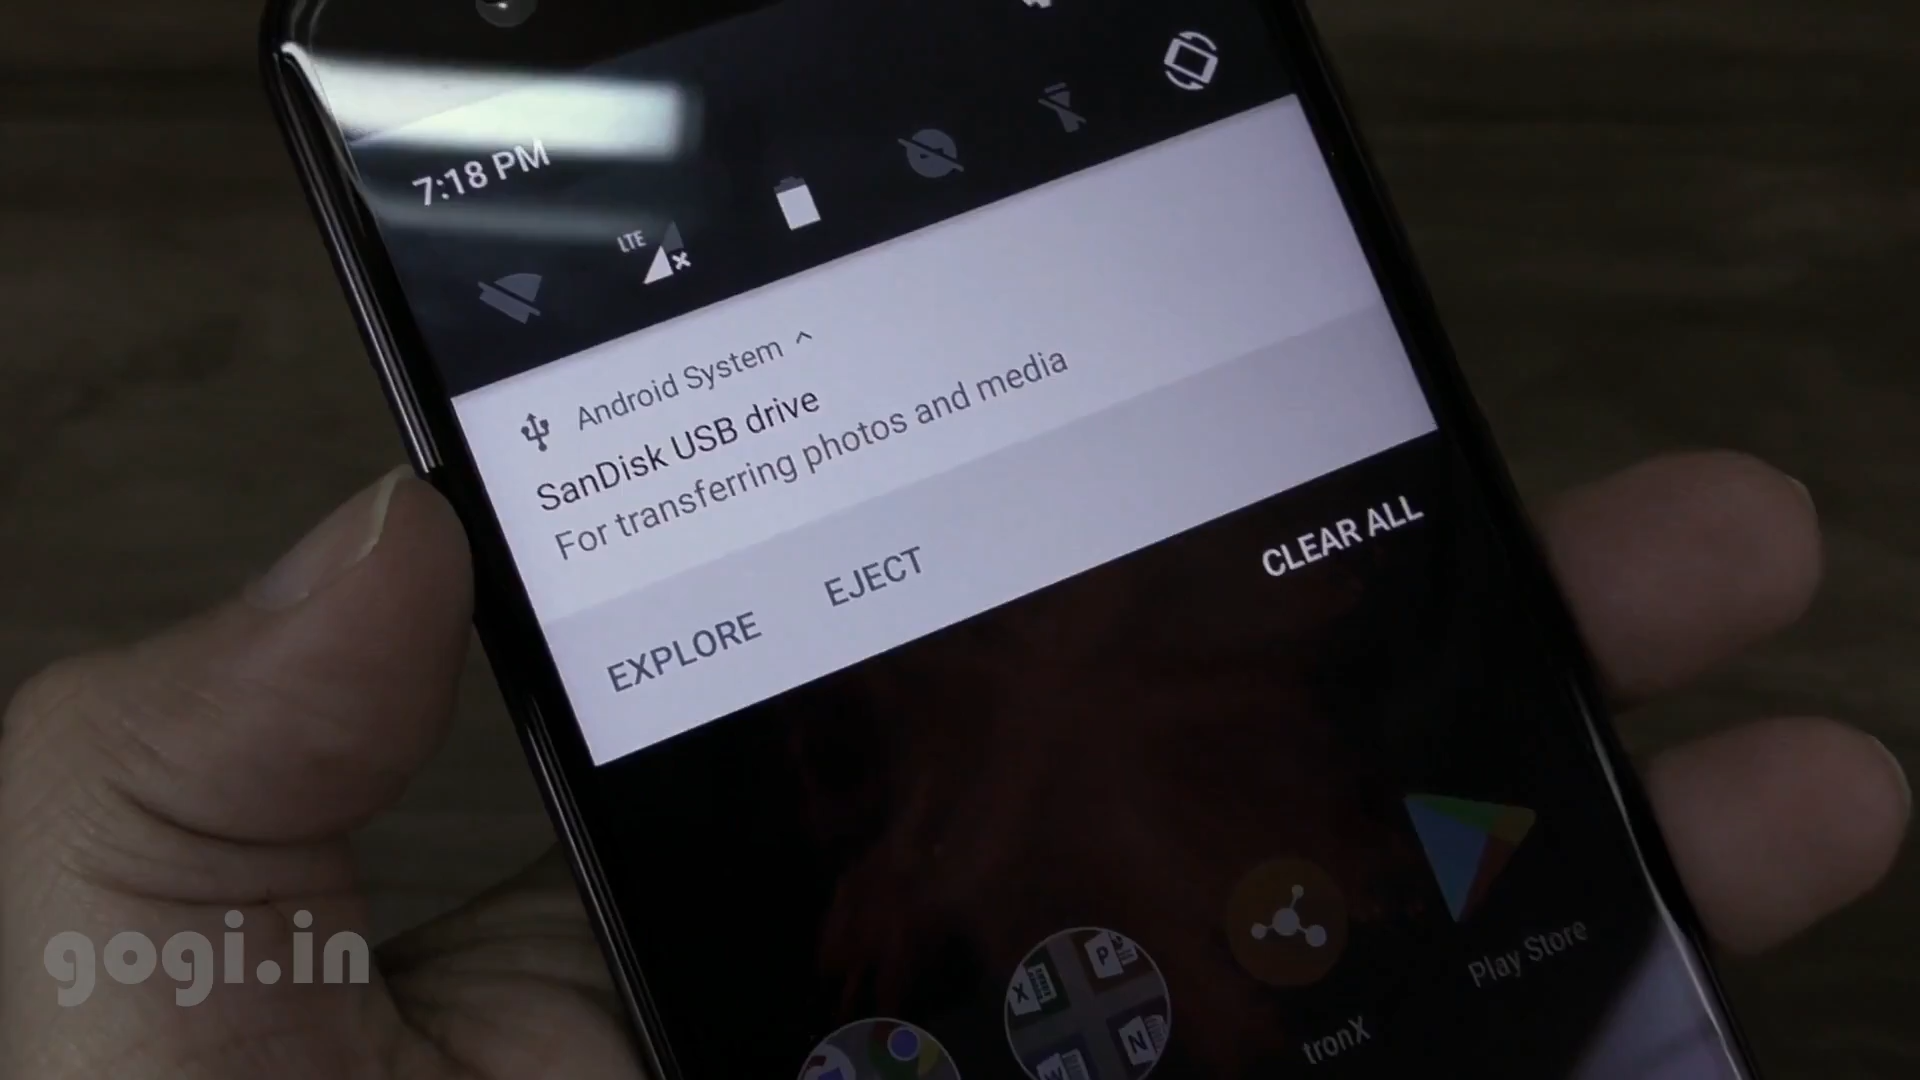 7:18 PM
LTE
Android System
SanDisk USB drive
For transferring photos and media
EXPLORE
EJECT
CLEAR ALL
Play Store
tronX
gogi.in